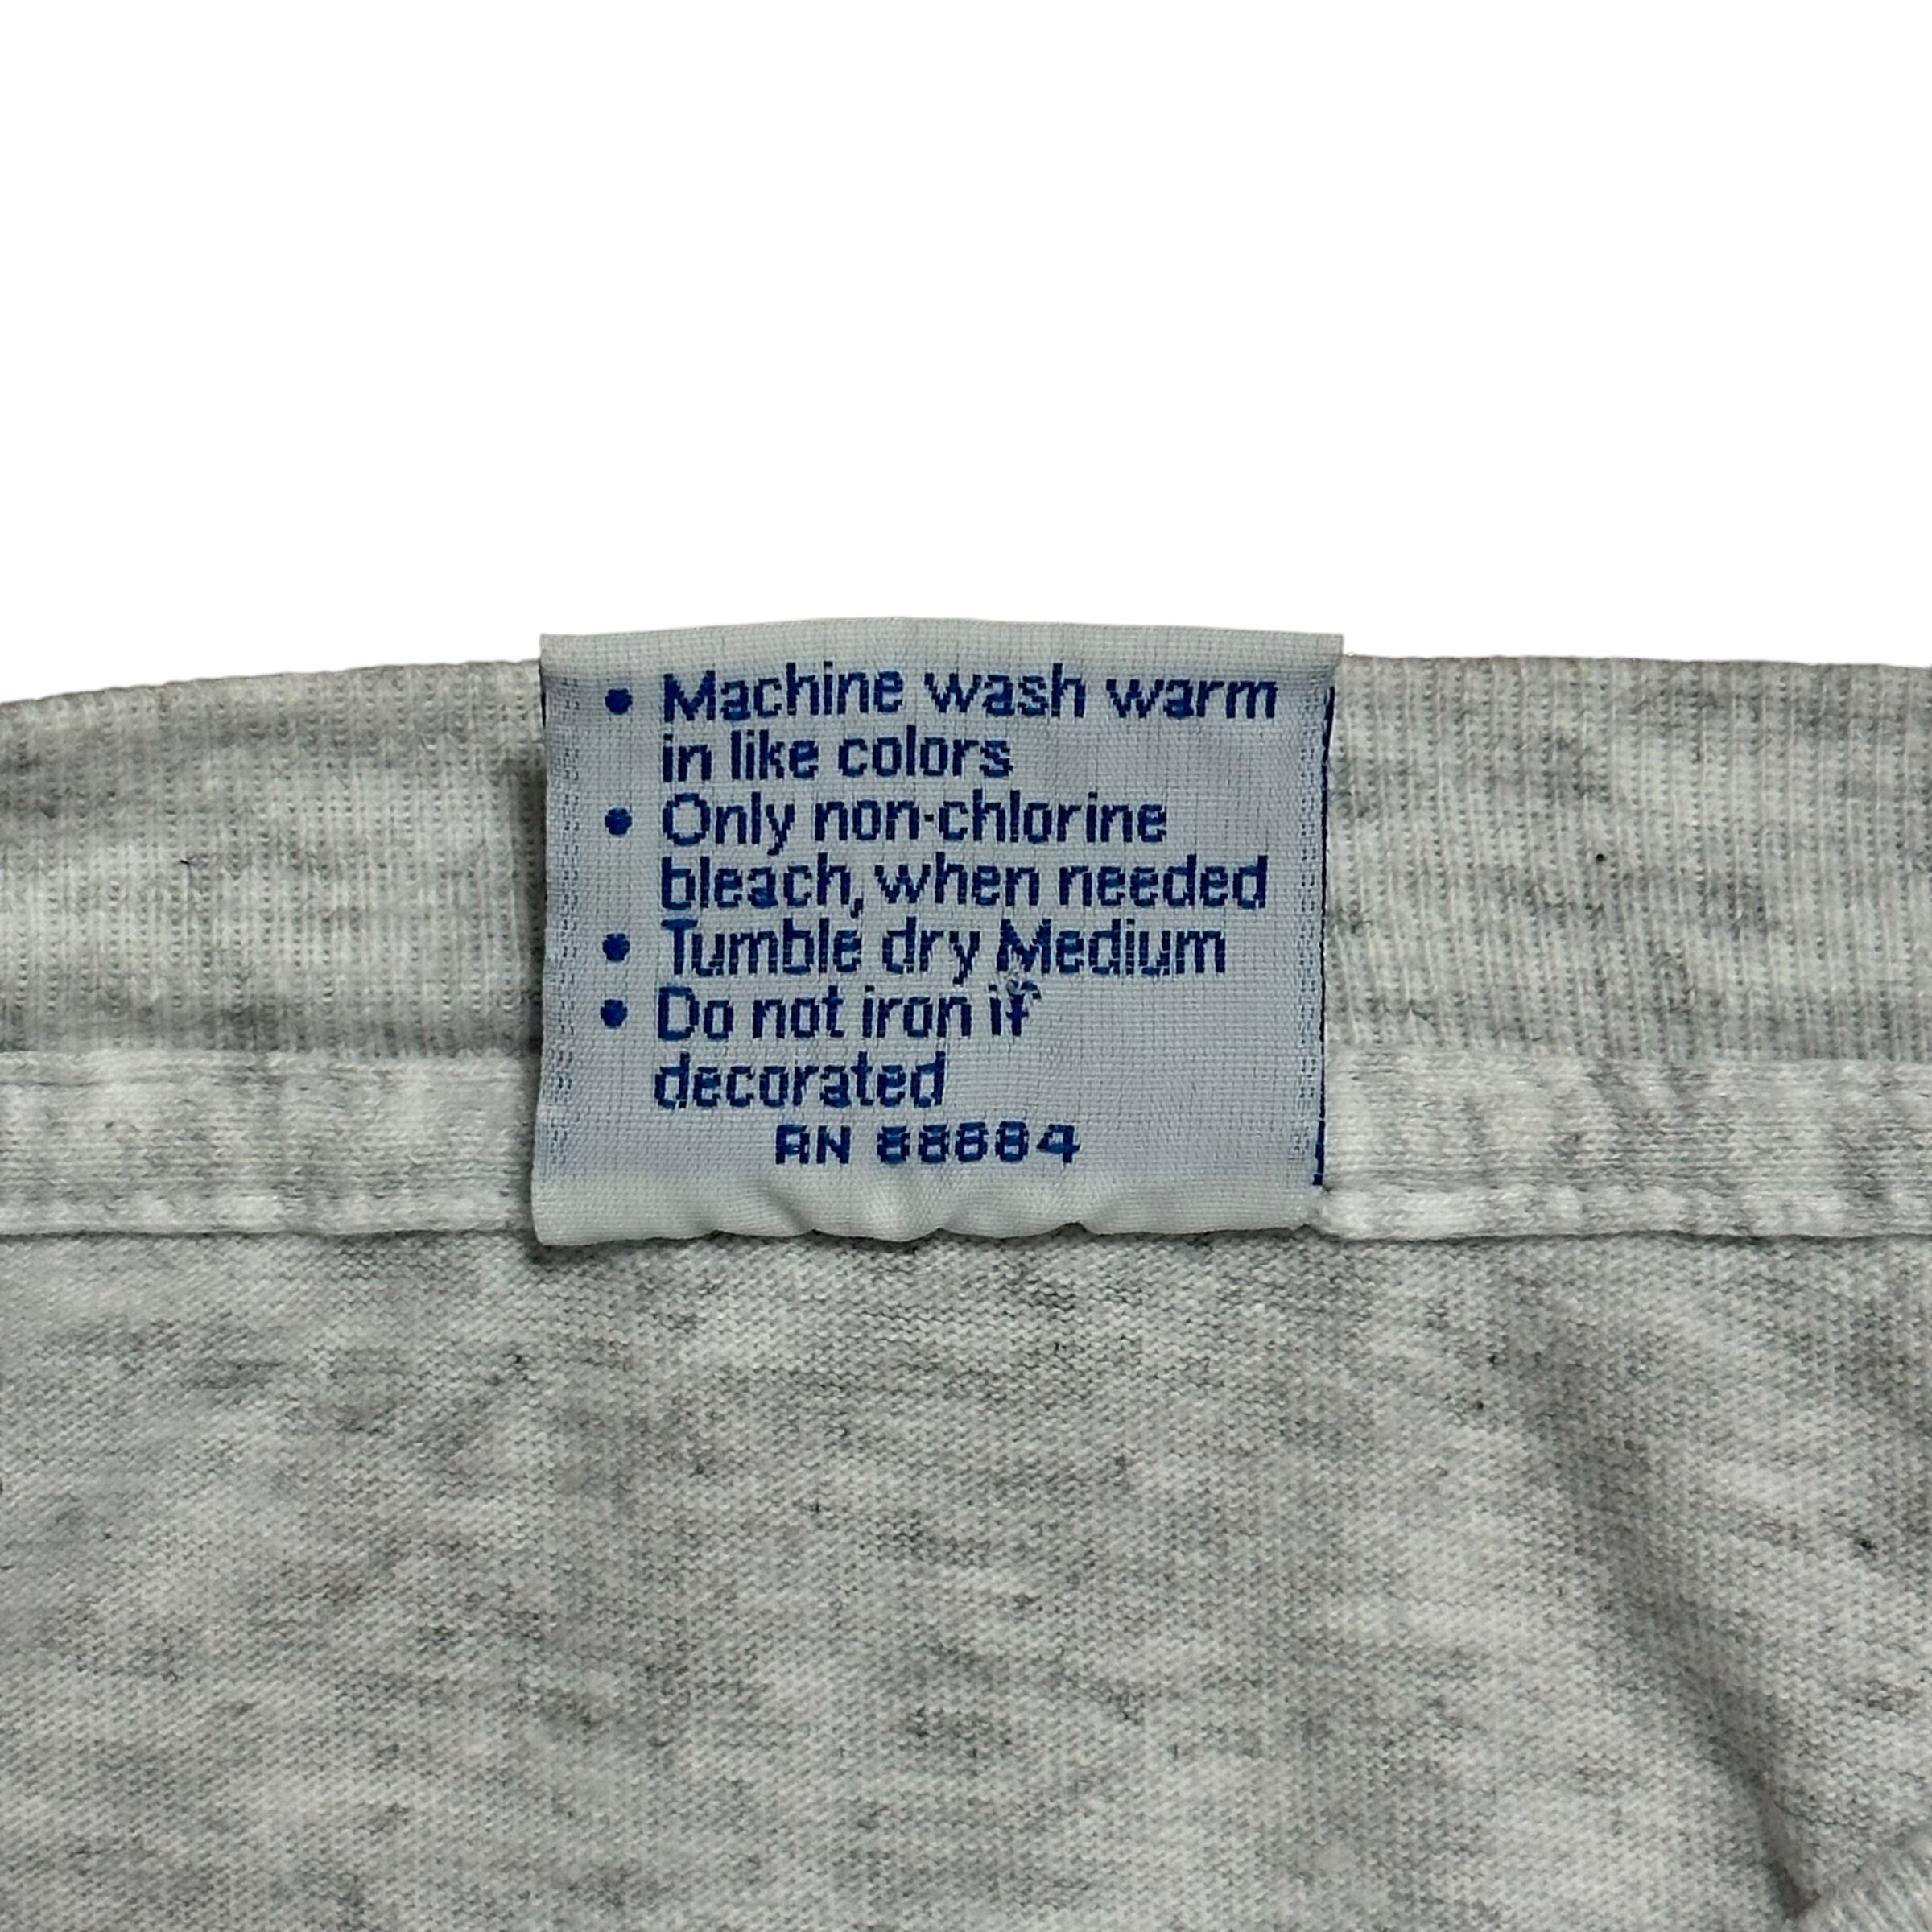 • Machine wash warm
in like colors
• Only non-chlorine
bleach, when needed
• Tumble dry Medium
• Do not iron if
decorated
RN